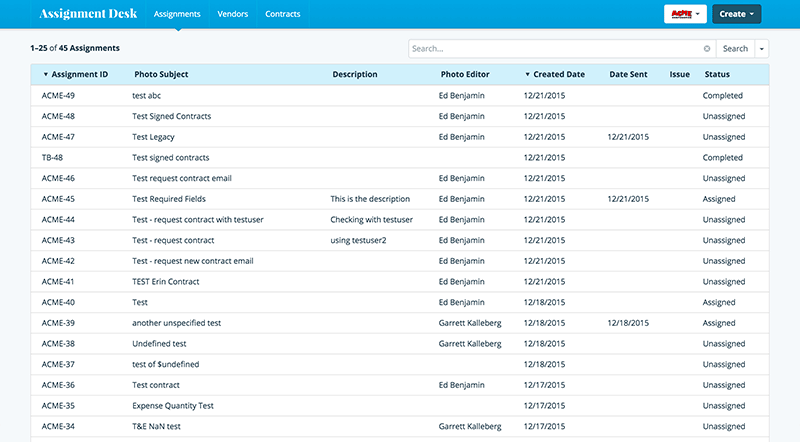 Assignment Desk Assignments Vendors Contracts ACME Create
1–25 of 45 Assignments Search... Search
Assignment ID Photo Subject Description Photo Editor Created Date Date Sent Issue Status
ACME-49 test abc Ed Benjamin 12/21/2015 Completed
ACME-48 Test Signed Contracts Ed Benjamin 12/21/2015 Unassigned
ACME-47 Test Legacy Ed Benjamin 12/21/2015 12/21/2015 Unassigned
TB-48 Test signed contracts 12/21/2015 Completed
ACME-46 Test request contract email Ed Benjamin 12/21/2015 Unassigned
ACME-45 Test Required Fields This is the description Ed Benjamin 12/21/2015 12/21/2015 Assigned
ACME-44 Test - request contract with testuser Checking with testuser Ed Benjamin 12/21/2015 Unassigned
ACME-43 Test - request contract using testuser2 Ed Benjamin 12/21/2015 Unassigned
ACME-42 Test - request new contract email Ed Benjamin 12/21/2015 Unassigned
ACME-41 TEST Erin Contract Ed Benjamin 12/21/2015 Unassigned
ACME-40 Test Ed Benjamin 12/18/2015 Assigned
ACME-39 another unspecified test Garrett Kalleberg 12/18/2015 12/18/2015 Assigned
ACME-38 Undefined test Garrett Kalleberg 12/18/2015 Unassigned
ACME-37 test of $undefined 12/18/2015 Unassigned
ACME-36 Test contract Ed Benjamin 12/17/2015 Unassigned
ACME-35 Expense Quantity Test 12/17/2015 Unassigned
ACME-34 T&E NaN test Garrett Kalleberg 12/17/2015 Unassigned